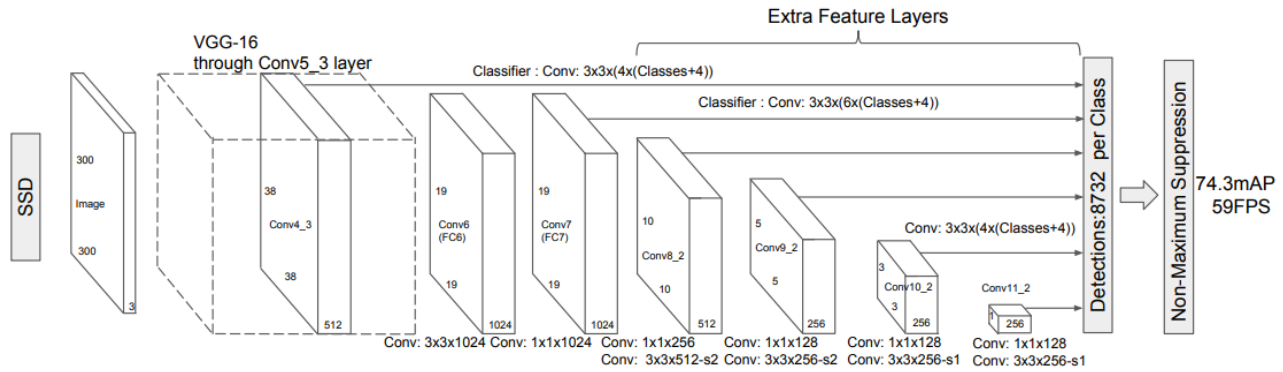 Extra Feature Layers
VGG-16
through Conv5_3 layer
Classifier : Conv: 3x3x(4x(Classes+4))
Classifier : Conv: 3x3x(6x(Classes+4))
SSD
300
Image
300
3
38
Conv4_3
38
512
19
Conv6
(FC6)
19
1024
19
Conv7
(FC7)
19
1024
10
Conv8_2
10
512
5
Conv9_2
5
256
Conv: 3x3x(4x(Classes+4))
3
Conv10_2
3
256
Conv11_2
1
256
Detections:8732 per Class
Non-Maximum Suppression
74.3mAP
59FPS
Conv: 3x3x1024
Conv: 1x1x1024
Conv: 1x1x256
Conv: 3x3x512-s2
Conv: 1x1x128
Conv: 3x3x256-s2
Conv: 1x1x128
Conv: 3x3x256-s1
Conv: 1x1x128
Conv: 3x3x256-s1